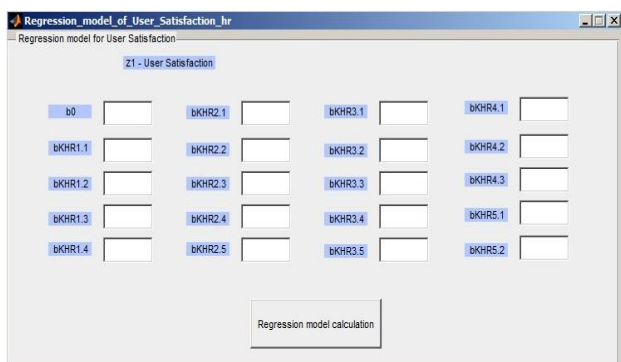 Regression_model_of_User_Satisfaction_hr
Regression model for User Satisfaction
z1 - User Satisfaction
b0 bKHR2.1 bKHR3.1 bKHR4.1
bKHR1.1 bKHR2.2 bKHR3.2 bKHR4.2
bKHR1.2 bKHR2.3 bKHR3.3 bKHR4.3
bKHR1.3 bKHR2.4 bKHR3.4 bKHR5.1
bKHR1.4 bKHR2.5 bKHR3.5 bKHR5.2
Regression model calculation